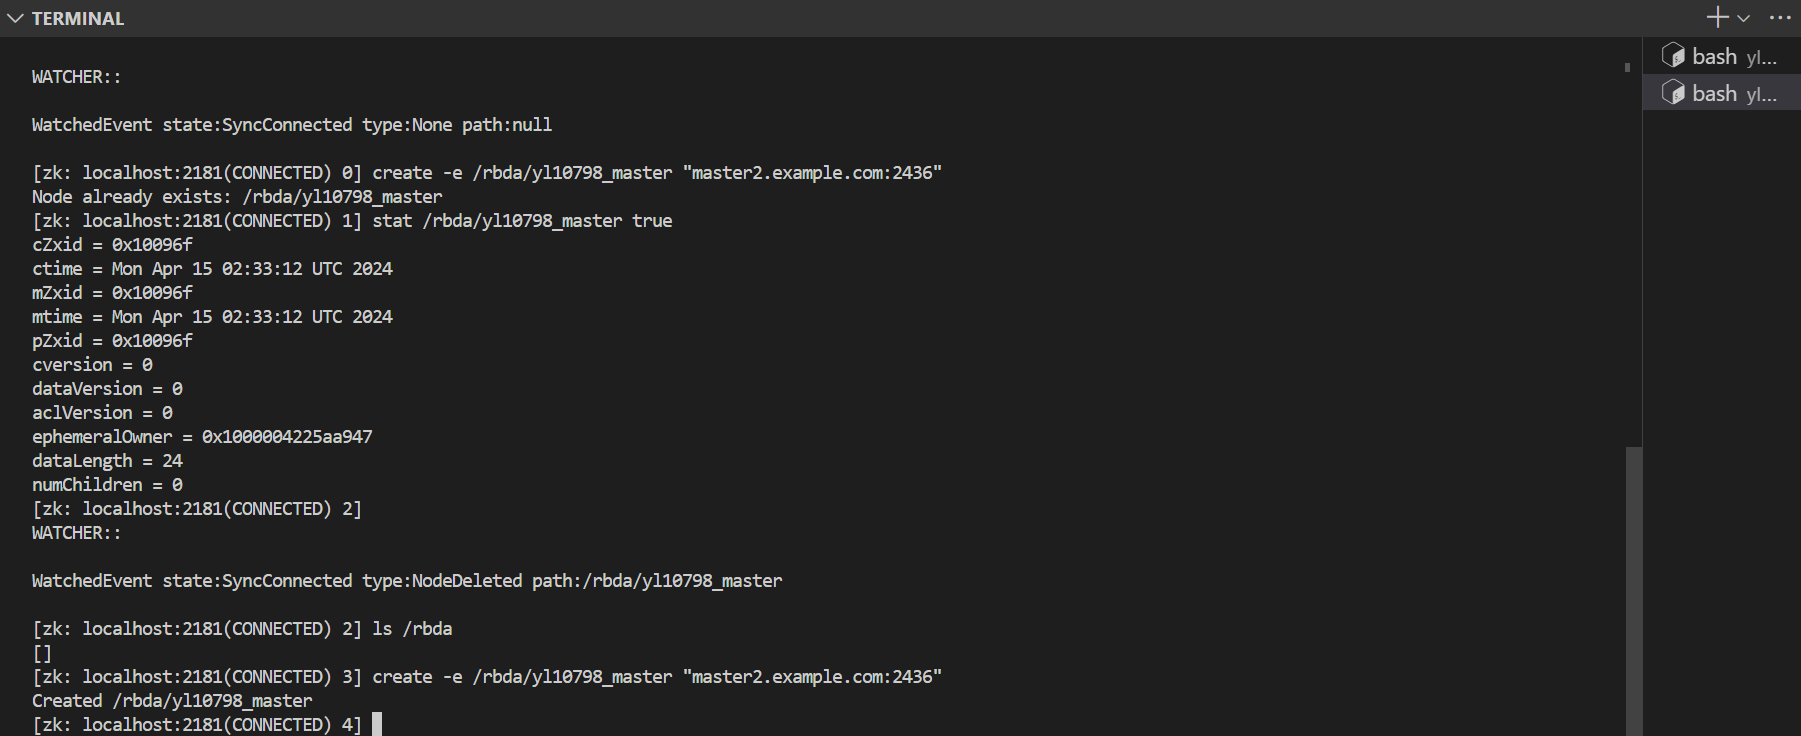 TERMINAL
WATCHER::
WatchedEvent state:SyncConnected type:None path:null
[zk: localhost:2181(CONNECTED) 0] create -e /rbda/yl10798_master "master2.example.com:2436"
Node already exists: /rbda/yl10798_master
[zk: localhost:2181(CONNECTED) 1] stat /rbda/yl10798_master true
cZxid = 0x10096f
ctime = Mon Apr 15 02:33:12 UTC 2024
mZxid = 0x10096f
mtime = Mon Apr 15 02:33:12 UTC 2024
pZxid = 0x10096f
cversion = 0
dataVersion = 0
aclVersion = 0
ephemeralOwner = 0x1000004225aa947
dataLength = 24
numChildren = 0
[zk: localhost:2181(CONNECTED) 2]
WATCHER::
WatchedEvent state:SyncConnected type:NodeDeleted path:/rbda/yl10798_master
[zk: localhost:2181(CONNECTED) 2] ls /rbda
[]
[zk: localhost:2181(CONNECTED) 3] create -e /rbda/yl10798_master "master2.example.com:2436"
Created /rbda/yl10798_master
[zk: localhost:2181(CONNECTED) 4]
bash yl...
bash yl...